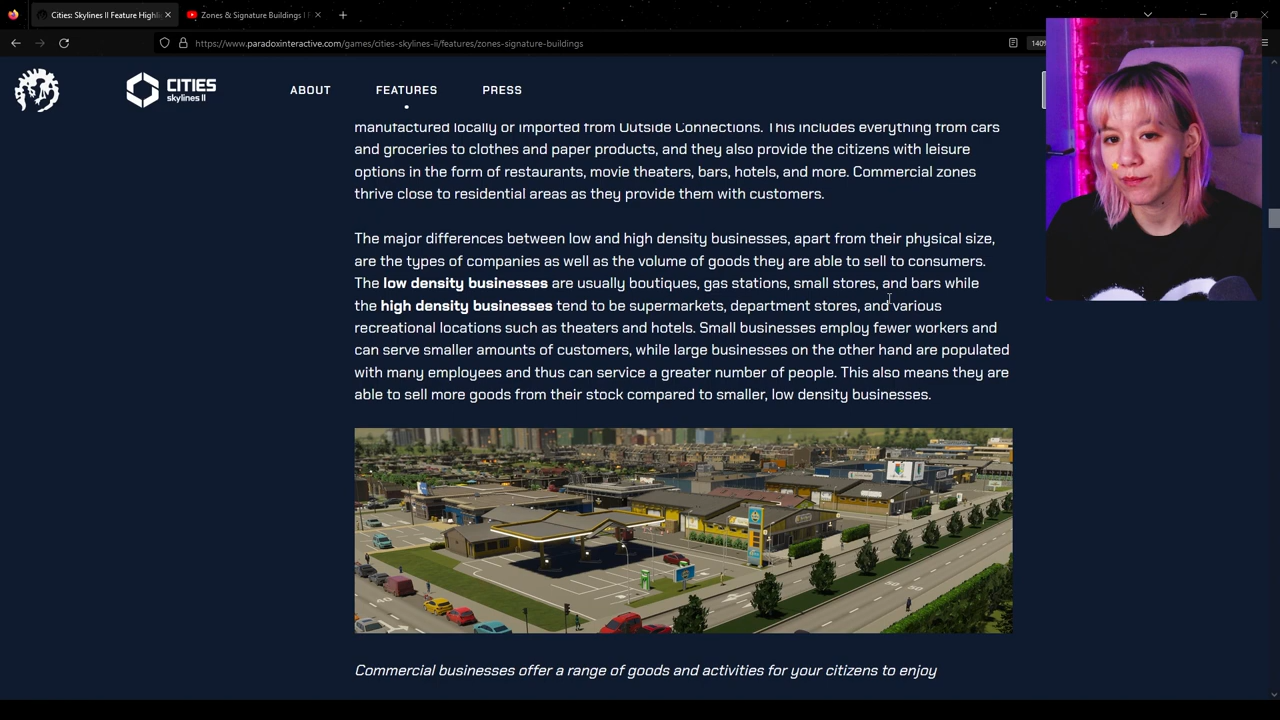 Cities: Skylines II Feature Highli
Zones & Signature Buildings |
https://www.paradoxinteractive.com/games/cities-skylines-ii/features/zones-signature-buildings
140%
CITIES
skylines II
ABOUT
FEATURES
PRESS
manufactured locally or imported from Outside Connections. This includes everything from cars
and groceries to clothes and paper products, and they also provide the citizens with leisure
options in the form of restaurants, movie theaters, bars, hotels, and more. Commercial zones
thrive close to residential areas as they provide them with customers.
The major differences between low and high density businesses, apart from their physical size,
are the types of companies as well as the volume of goods they are able to sell to consumers.
The low density businesses are usually boutiques, gas stations, small stores, and bars while
the high density businesses tend to be supermarkets, department stores, and various
recreational locations such as theaters and hotels. Small businesses employ fewer workers and
can serve smaller amounts of customers, while large businesses on the other hand are populated
with many employees and thus can service a greater number of people. This also means they are
able to sell more goods from their stock compared to smaller, low density businesses.
Commercial businesses offer a range of goods and activities for your citizens to enjoy